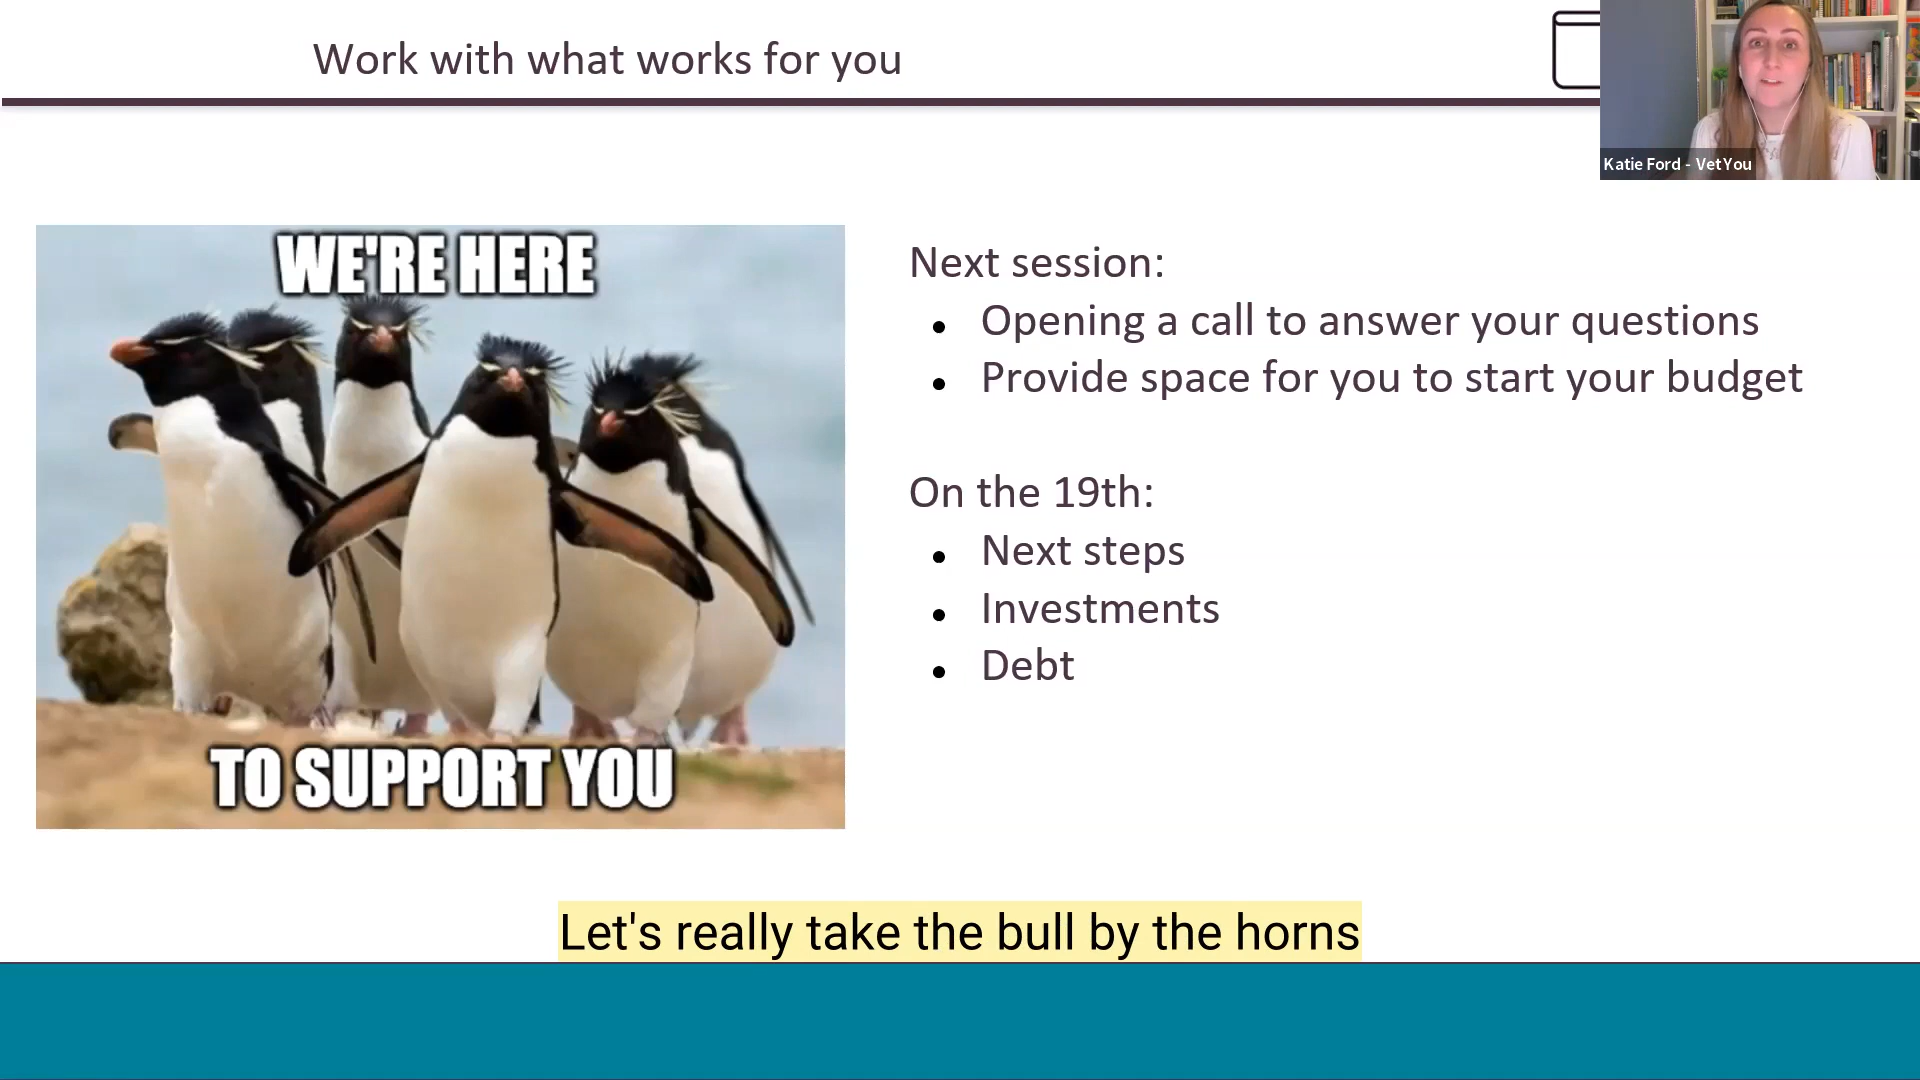 Work with what works for you
Katie Ford - VetYou
WE'RE HERE
TO SUPPORT YOU
Next session:
Opening a call to answer your questions
Provide space for you to start your budget
On the 19th:
Next steps
Investments
Debt
Let's really take the bull by the horns